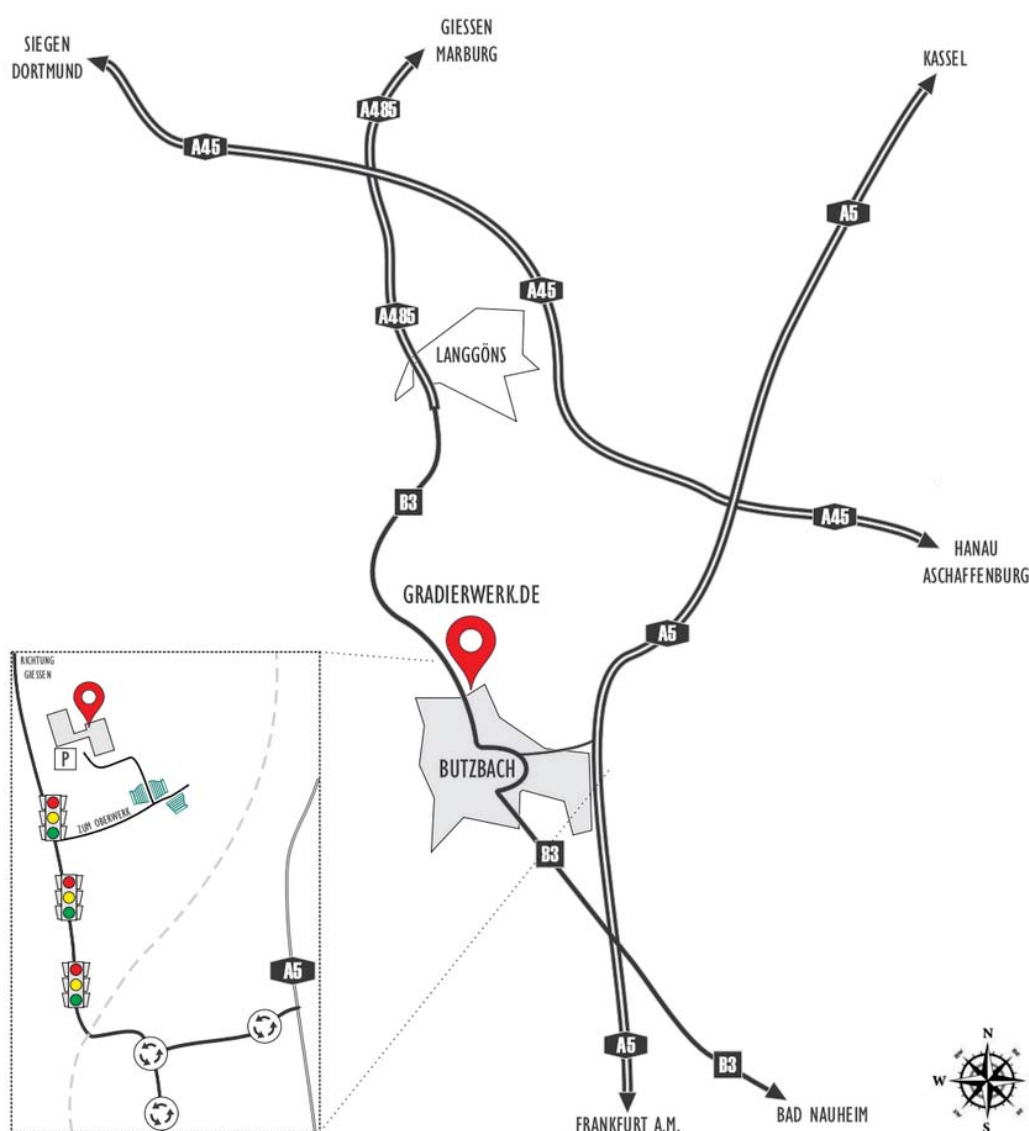 SIEGEN
DORTMUND
GIESSEN
MARBURG
KASSEL
A485
A45
A5
A45
A485
LANGGÖNS
B3
A45
HANAU
ASCHAFFENBURG
GRADIERWERK.DE
A5
BUTZBACH
B3
A5
B3
FRANKFURT A.M.
BAD NAUHEIM
RICHTUNG
GIESSEN
P
ZUM OBERWERK
A5
N
W
E
S